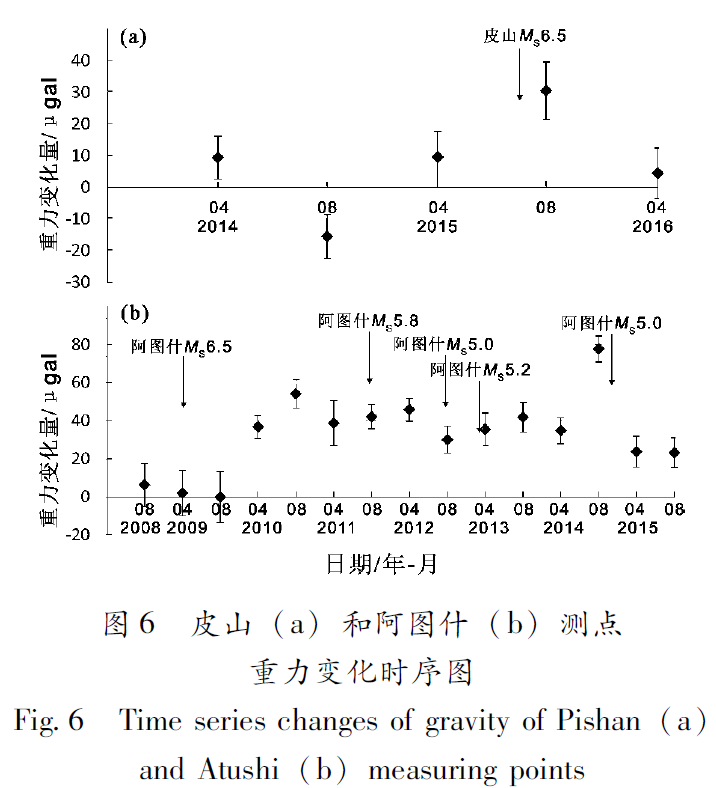 (a)
皮山Ms6.5
重力变化量/μgal
40
30
20
10
0
-10
-20
-30
04 08 04 08 04
2014 2015 2016
(b)
阿图什Ms6.5
阿图什Ms5.8
阿图什Ms5.0
阿图什Ms5.2
阿图什Ms5.0
重力变化量/μgal
80
60
40
20
0
-20
08 04 08 04 08 04 08 04 08 04 08 04 08 04 08
2008 2009 2010 2011 2012 2013 2014 2015
日期/年-月
图 6 皮山 (a) 和阿图什 (b) 测点
重力变化时序图
Fig. 6 Time series changes of gravity of Pishan (a)
and Atushi (b) measuring points